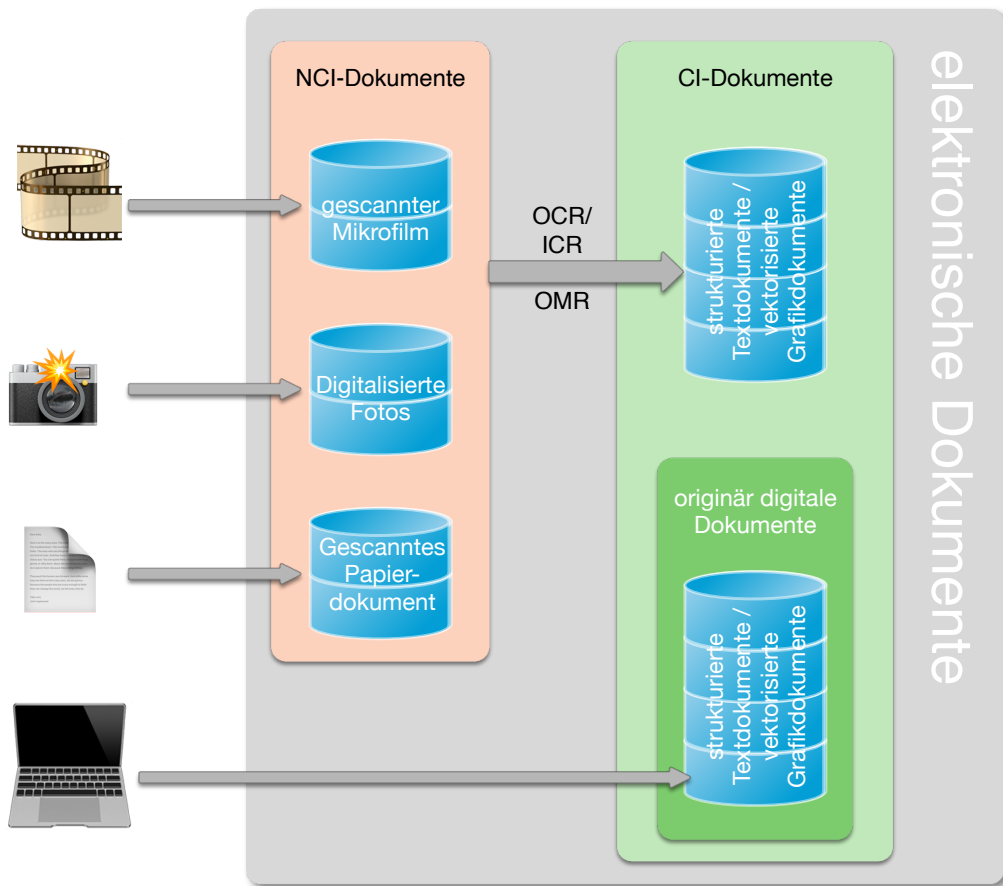 NCI-Dokumente
gescannter
Mikrofilm
Digitalisierte
Fotos
Gescanntes
Papier-
dokument
OCR/
ICR
OMR
CI-Dokumente
strukturierte
Textdokumente /
vektorisierte
Grafikdokumente
originär digitale
Dokumente
strukturierte
Textdokumente /
vektorisierte
Grafikdokumente
elektronische Dokumente